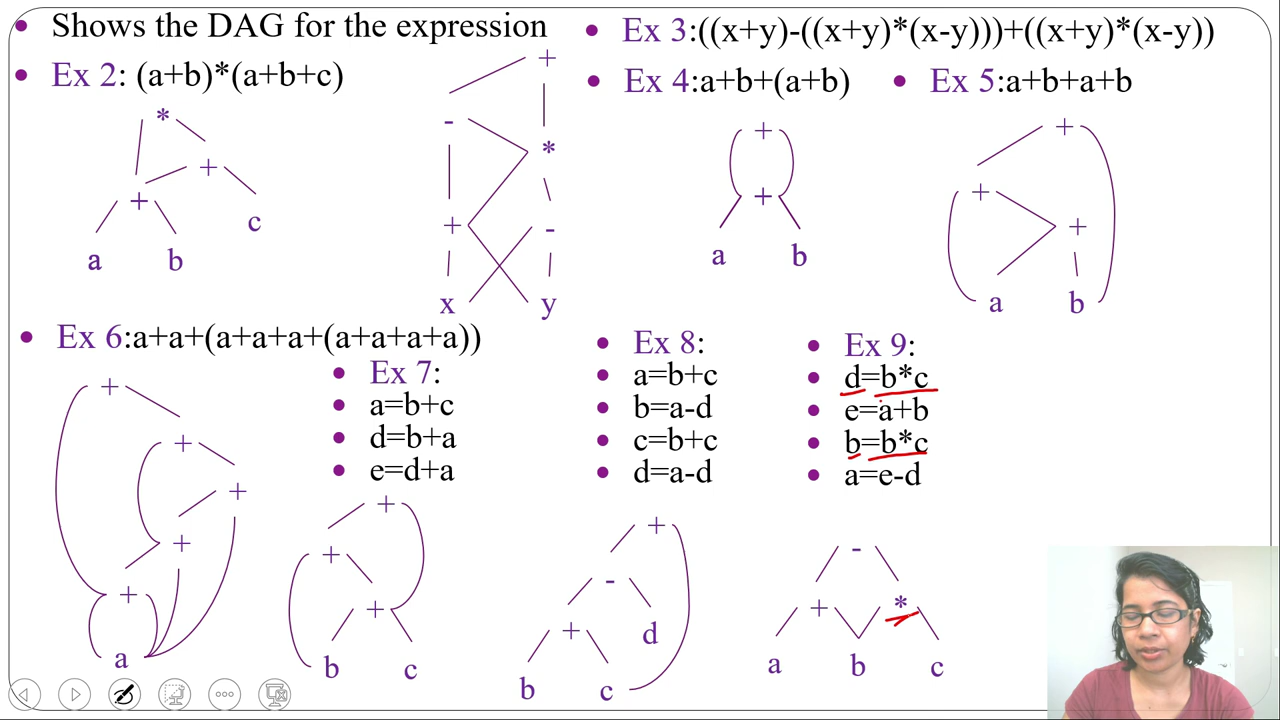 Shows the DAG for the expression
Ex 2: (a+b)*(a+b+c)
*
+
+
c
a b
+
-
*
+
-
x y
Ex 3:((x+y)-((x+y)*(x-y)))+((x+y)*(x-y))
Ex 4:a+b+(a+b)
+
+
a b
Ex 5:a+b+a+b
+
+
+
a b
Ex 6:a+a+(a+a+a+(a+a+a+a))
+
+
+
+
+
a
Ex 7:
a=b+c
d=b+a
e=d+a
+
+
+
b c
Ex 8:
a=b+c
b=a-d
c=b+c
d=a-d
+
-
+
d
b c
Ex 9:
d=b*c
e=a+b
b=b*c
a=e-d
-
+ *
a b c